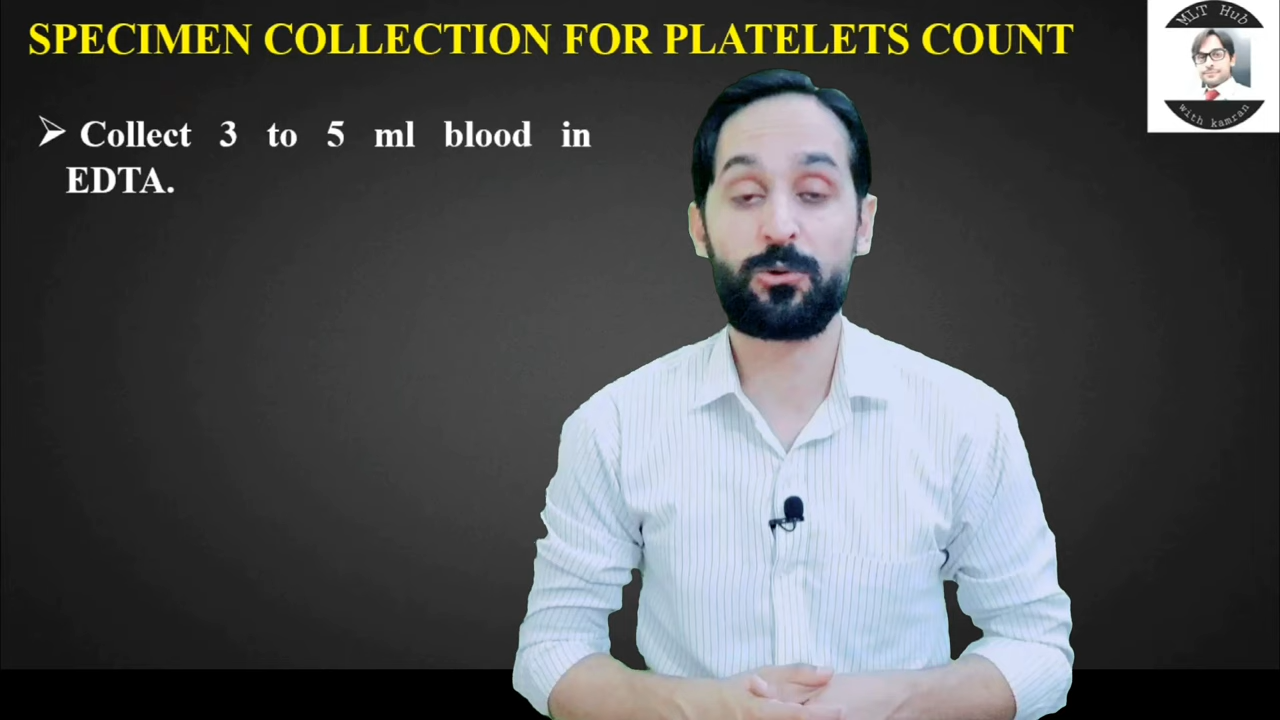 SPECIMEN COLLECTION FOR PLATELETS COUNT
MLT Hub
with kamran
Collect 3 to 5 ml blood in
EDTA.